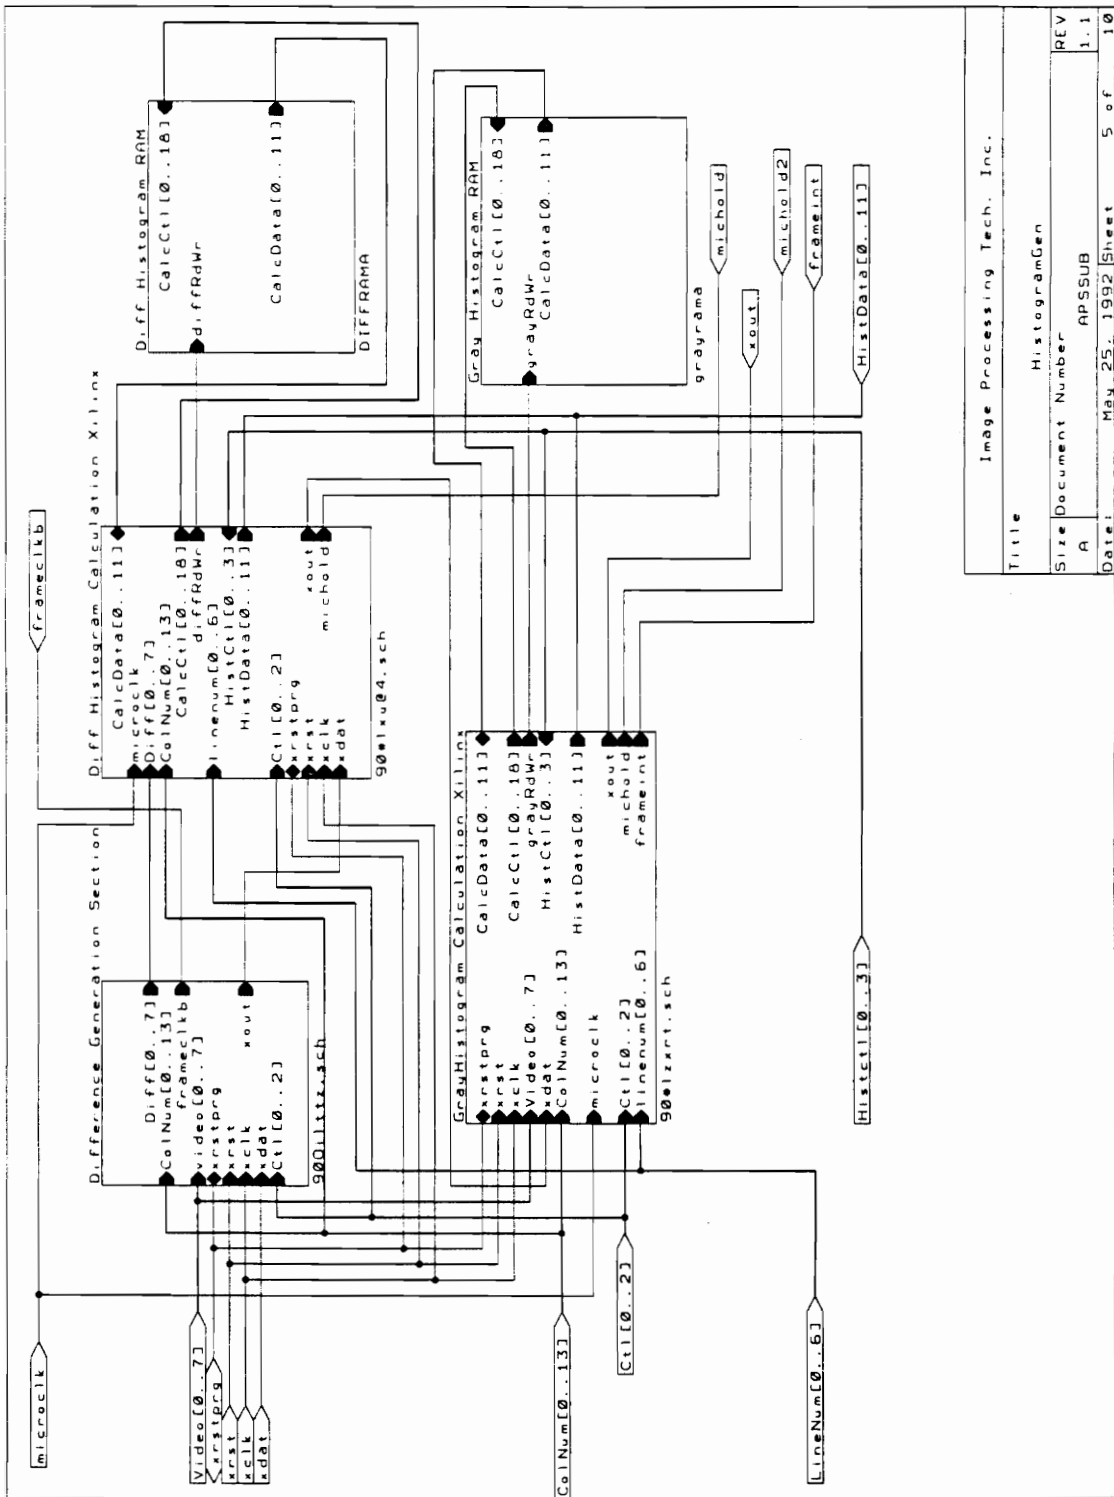 microclk
Video[0..7]
xrstprg
xrst
xclk
xdat
ColNum[0..13]
Ctl[0..2]
LineNum[0..6]
Histctl[0..3]
frameclkb
Difference Generation Section
Diff[0..7]
ColNum[0..13]
frameclkb
video[0..7]
xrstprg
xrst
xclk
xout
xdat
Ctl[0..2]
Diff Histogram Calculation Xilinx
CalcData[0..11]
microclk
Diff[0..7]
ColNum[0..13]
CalcCtl[0..18]
diffRdWr
linenum[0..6]
HistCtl[0..3]
HistData[0..11]
Ctl[0..2]
xrstprg
xout
xrst
michold
xclk
xdat
Diff Histogram RAM
CalcCtl[0..18]
diffRdWr
CalcData[0..11]
DIFFRAMA
GrayHistogram Calculation Xilinx
xrstprg
CalcData[0..11]
xrst
xclk
CalcCtl[0..18]
Video[0..7]
grayRdWr
xdat
HistCtl[0..3]
ColNum[0..13]
HistData[0..11]
microclk
xout
Ctl[0..2]
michold
linenum[0..6]
frameint
Gray Histogram RAM
CalcCtl[0..18]
grayRdWr
CalcData[0..11]
grayrama
michold
xout
michold2
frameint
HistData[0..11]
Image Processing Tech. Inc.
Title
HistogramGen
Size Document Number REV
A APSSUB 1.1
Date: May 25, 1992 Sheet 5 of 10